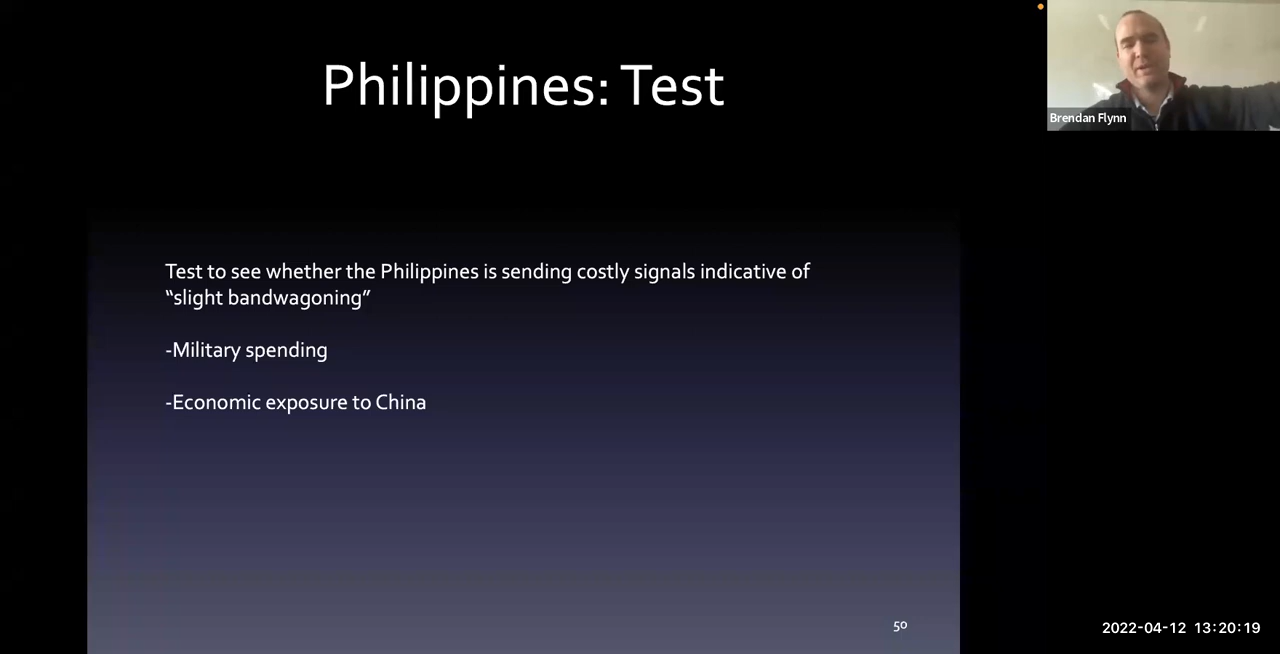 Philippines: Test
Brendan Flynn
Test to see whether the Philippines is sending costly signals indicative of
“slight bandwagoning”
-Military spending
-Economic exposure to China
50
2022-04-12 13:20:19